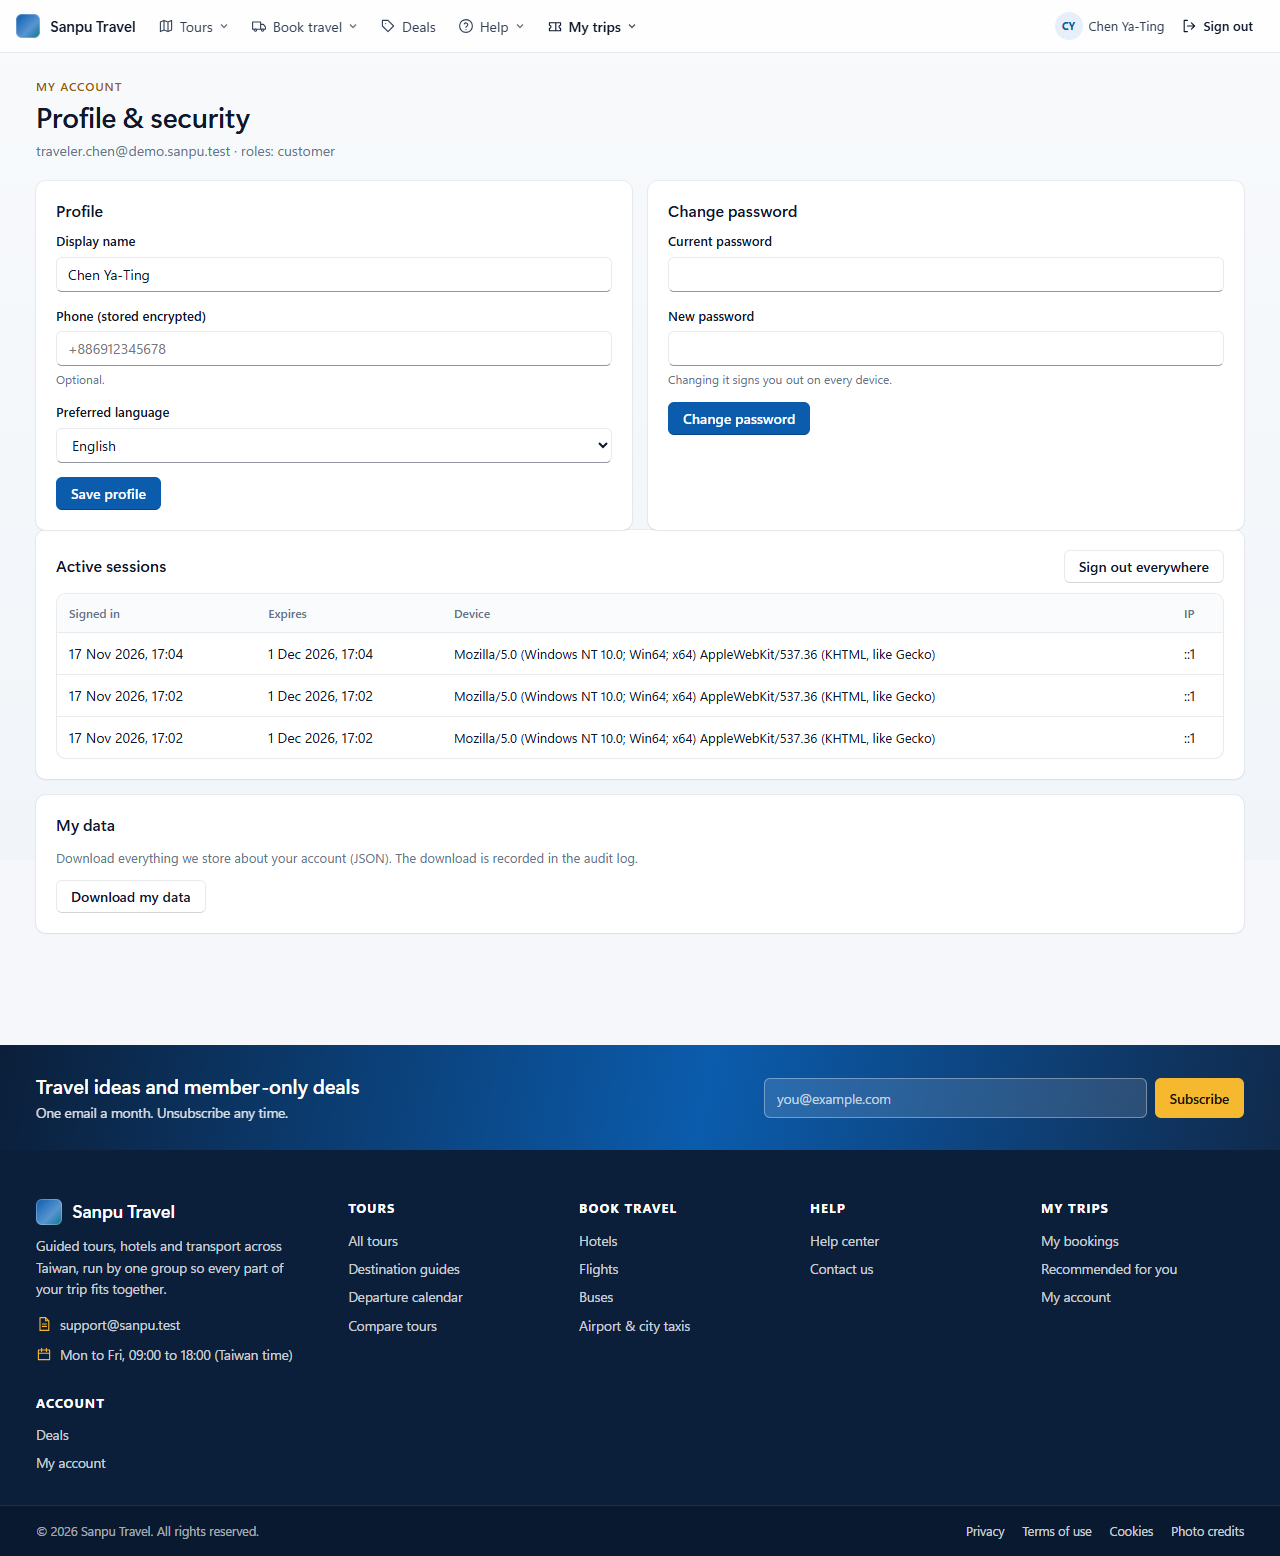 Sanpu Travel
Tours
Book travel
Deals
Help
My trips
CY
Chen Ya-Ting
Sign out
MY ACCOUNT
Profile & security
traveler.chen@demo.sanpu.test · roles: customer
Profile
Display name
Chen Ya-Ting
Phone (stored encrypted)
+886912345678
Optional.
Preferred language
English
Save profile
Change password
Current password
New password
Changing it signs you out on every device.
Change password
Active sessions
Sign out everywhere
Signed in Expires Device IP
17 Nov 2026, 17:04 1 Dec 2026, 17:04 Mozilla/5.0 (Windows NT 10.0; Win64; x64) AppleWebKit/537.36 (KHTML, like Gecko) ::1
17 Nov 2026, 17:02 1 Dec 2026, 17:02 Mozilla/5.0 (Windows NT 10.0; Win64; x64) AppleWebKit/537.36 (KHTML, like Gecko) ::1
17 Nov 2026, 17:02 1 Dec 2026, 17:02 Mozilla/5.0 (Windows NT 10.0; Win64; x64) AppleWebKit/537.36 (KHTML, like Gecko) ::1
My data
Download everything we store about your account (JSON). The download is recorded in the audit log.
Download my data
Travel ideas and member-only deals
One email a month. Unsubscribe any time.
you@example.com
Subscribe
Sanpu Travel
Guided tours, hotels and transport across
Taiwan, run by one group so every part of
your trip fits together.
support@sanpu.test
Mon to Fri, 09:00 to 18:00 (Taiwan time)
TOURS
All tours
Destination guides
Departure calendar
Compare tours
BOOK TRAVEL
Hotels
Flights
Buses
Airport & city taxis
HELP
Help center
Contact us
MY TRIPS
My bookings
Recommended for you
My account
ACCOUNT
Deals
My account
© 2026 Sanpu Travel. All rights reserved.
Privacy
Terms of use
Cookies
Photo credits